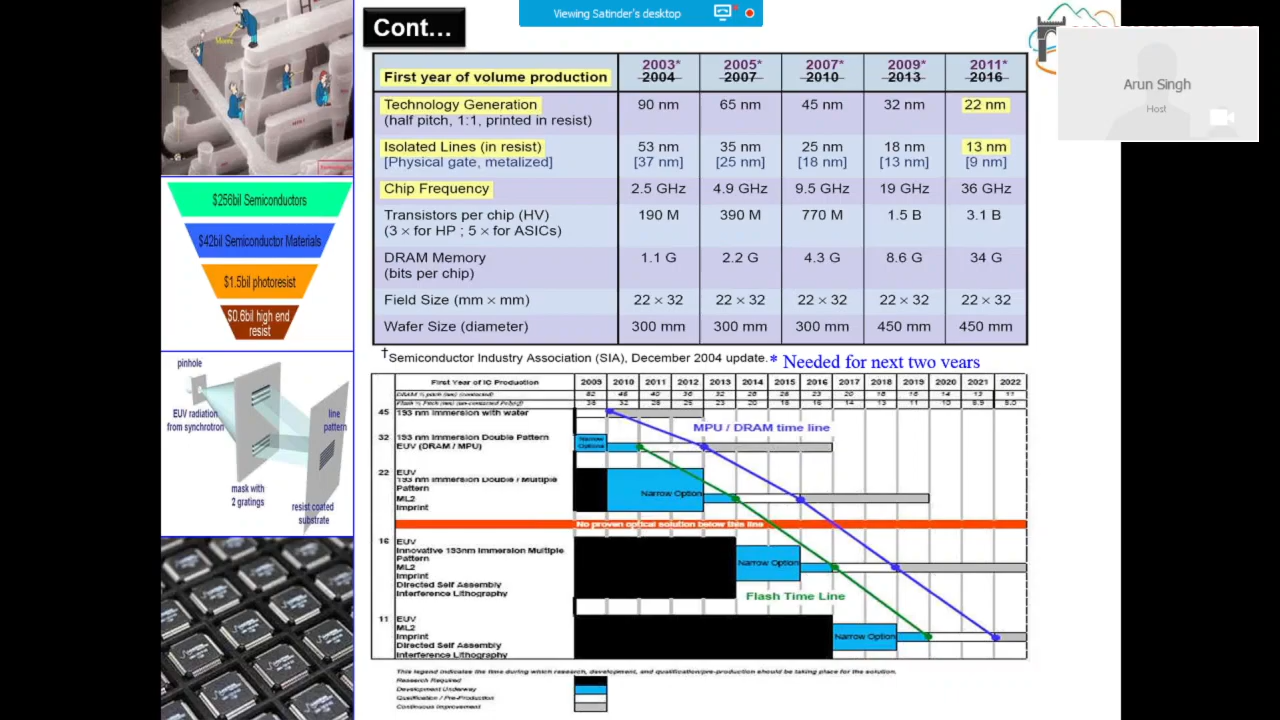 Viewing Satinder's desktop
Cont...
Arun Singh
Host
First year of volume production 2003* 2005* 2007* 2009* 2011*
2004 2007 2010 2013 2016
Technology Generation 90 nm 65 nm 45 nm 32 nm 22 nm
(half pitch, 1:1, printed in resist)
Isolated Lines (in resist) 53 nm 35 nm 25 nm 18 nm 13 nm
[Physical gate, metalized] [37 nm] [25 nm] [18 nm] [13 nm] [9 nm]
Chip Frequency 2.5 GHz 4.9 GHz 9.5 GHz 19 GHz 36 GHz
Transistors per chip (HV) 190 M 390 M 770 M 1.5 B 3.1 B
(3 × for HP ; 5 × for ASICs)
DRAM Memory 1.1 G 2.2 G 4.3 G 8.6 G 34 G
(bits per chip)
Field Size (mm × mm) 22 × 32 22 × 32 22 × 32 22 × 32 22 × 32
Wafer Size (diameter) 300 mm 300 mm 300 mm 450 mm 450 mm
†Semiconductor Industry Association (SIA), December 2004 update. * Needed for next two years
$256bil Semiconductors
$42bil Semiconductor Materials
$1.5bil photoresist
$0.6bil high end
resist
pinhole
EUV radiation
from synchrotron
line
pattern
mask with
2 gratings
resist coated
substrate
First Year of IC Production 2009 2010 2011 2012 2013 2014 2015 2016 2017 2018 2019 2020 2021 2022
45 193 nm Immersion with water
MPU / DRAM time line
32 193 nm Immersion Double Pattern
EUV (DRAM / MPU)
Narrow
Options
22 EUV
193 nm Immersion Double / Multiple
Pattern
ML2
Imprint
Narrow Option
No proven optical solution below this line
16 EUV
Innovative 193nm Immersion Multiple
Pattern
ML2
Imprint
Directed Self Assembly
Interference Lithography
Narrow Option
Flash Time Line
11 EUV
ML2
Imprint
Directed Self Assembly
Interference Lithography
Narrow Option
This legend indicates the time during which research, development, and qualification/pre-production should be taking place for the solution.
Research Required
Development Underway
Qualification / Pre-Production
Continuous Improvement